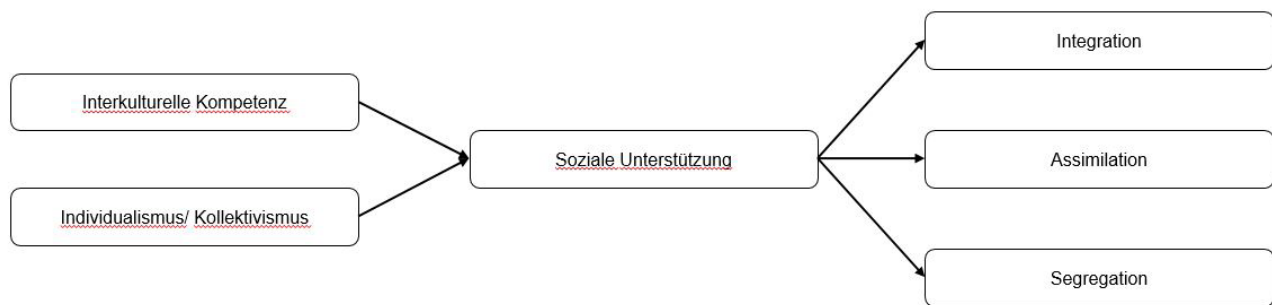 Interkulturelle Kompetenz
Individualismus/ Kollektivismus
Soziale Unterstützung
Integration
Assimilation
Segregation